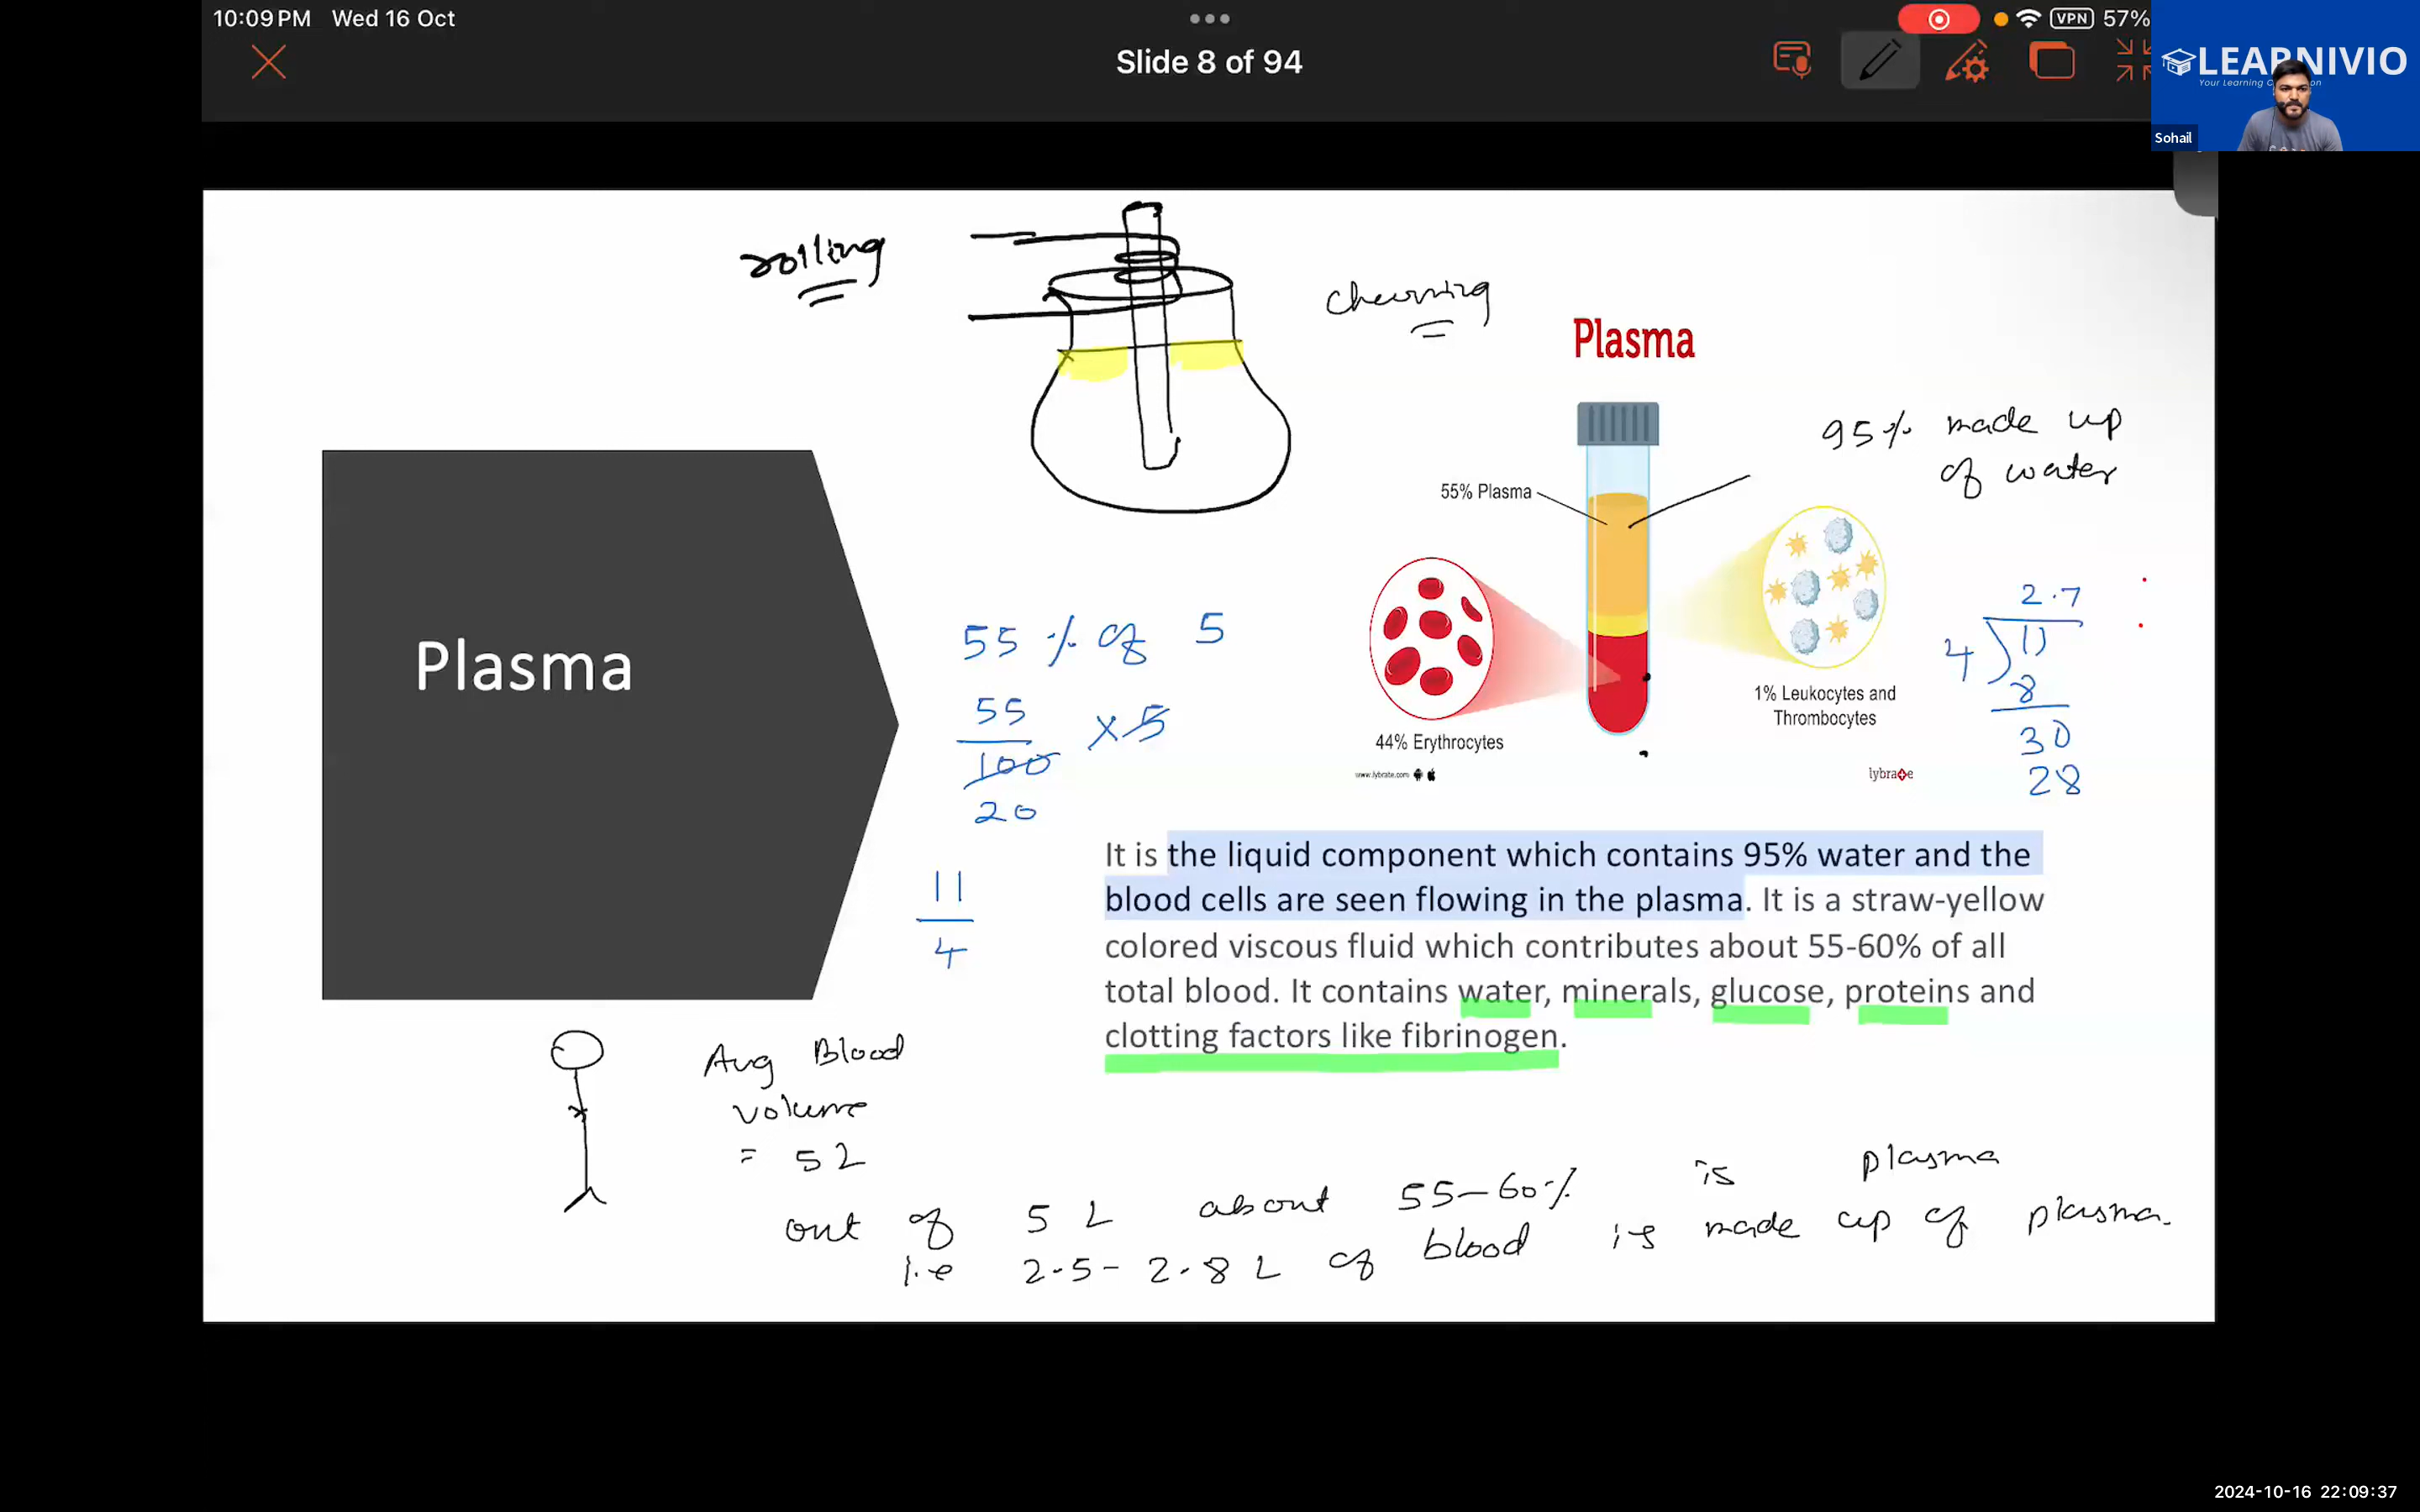 10:09 PM Wed 16 Oct
VPN 57%
Slide 8 of 94
LEARNIVIO
Sohail
rolling
churning
Plasma
95% made up
of water
55% Plasma
44% Erythrocytes
1% Leukocytes and
Thrombocytes
www.lybrate.com
lybrate
Plasma
55 % of 5
55
100
× 5
20
11
4
2.7
4 ) 11
8
30
28
It is the liquid component which contains 95% water and the
blood cells are seen flowing in the plasma. It is a straw-yellow
colored viscous fluid which contributes about 55-60% of all
total blood. It contains water, minerals, glucose, proteins and
clotting factors like fibrinogen.
Avg Blood
volume
= 5 L
out of 5 L about 55-60% is plasma
i.e 2.5 - 2.8 L of blood is made up of plasma.
2024-10-16 22:09:37